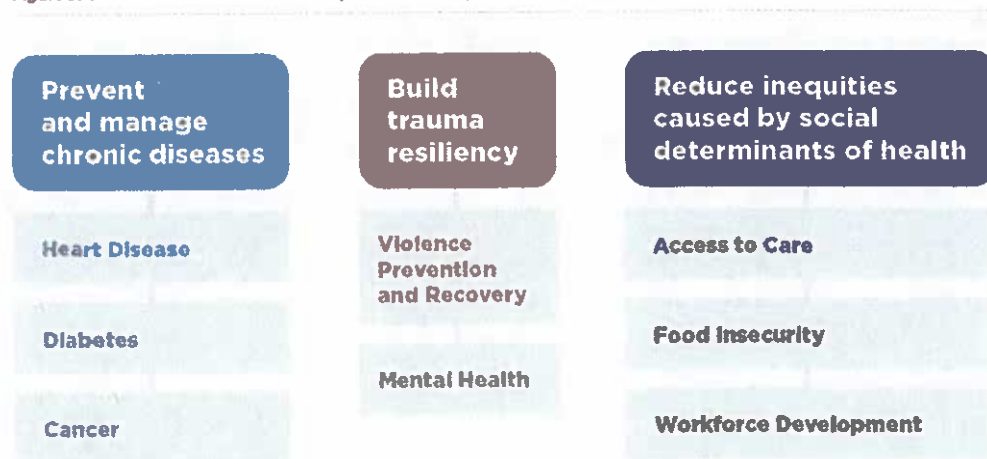 Prevent
and manage
chronic diseases
Heart Disease
Diabetes
Cancer
Build
trauma
resiliency
Violence
Prevention
and Recovery
Mental Health
Reduce inequities
caused by social
determinants of health
Access to Care
Food Insecurity
Workforce Development